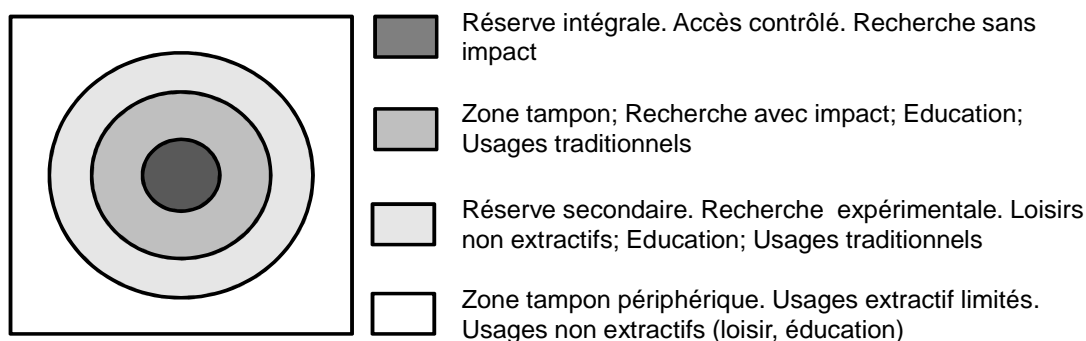 Réserve intégrale. Accès contrôlé. Recherche sans
impact
Zone tampon; Recherche avec impact; Education;
Usages traditionnels
Réserve secondaire. Recherche expérimentale. Loisirs
non extractifs; Education; Usages traditionnels
Zone tampon périphérique. Usages extractif limités.
Usages non extractifs (loisir, éducation)